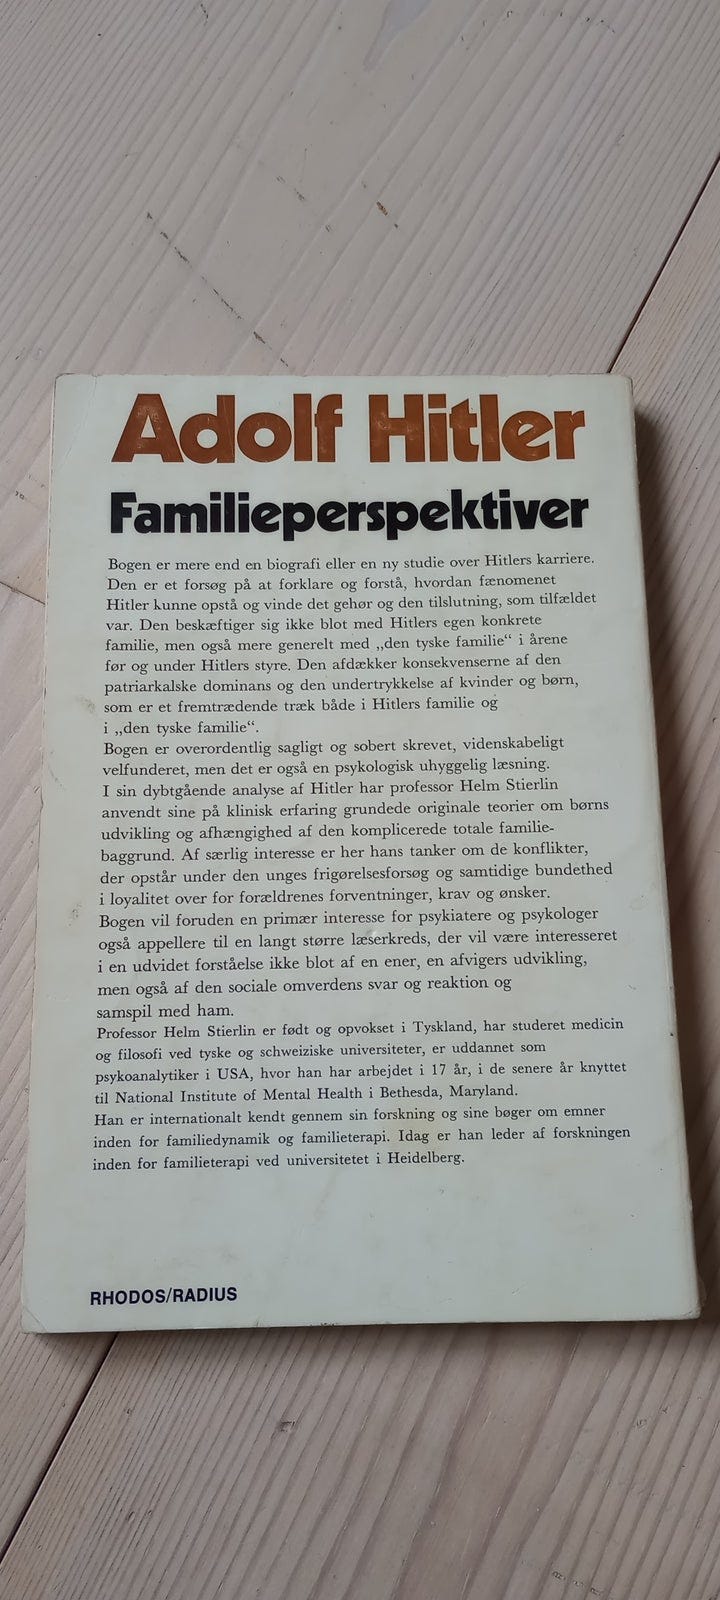 Adolf Hitler
Familieperspektiver
Bogen er mere end en biografi eller en ny studie over Hitlers karriere.
Den er et forsøg på at forklare og forstå, hvordan fænomenet
Hitler kunne opstå og vinde det gehør og den tilslutning, som tilfældet
var. Den beskæftiger sig ikke blot med Hitlers egen konkrete
familie, men også mere generelt med „den tyske familie“ i årene
før og under Hitlers styre. Den afdækker konsekvenserne af den
patriarkalske dominans og den undertrykkelse af kvinder og børn,
som er et fremtrædende træk både i Hitlers familie og
i „den tyske familie“.
Bogen er overordentlig sagligt og sobert skrevet, videnskabeligt
velfunderet, men det er også en psykologisk uhyggelig læsning.
I sin dybtgående analyse af Hitler har professor Helm Stierlin
anvendt sine på klinisk erfaring grundede originale teorier om børns
udvikling og afhængighed af den komplicerede totale familie-
baggrund. Af særlig interesse er her hans tanker om de konflikter,
der opstår under den unges frigørelsesforsøg og samtidige bundethed
i loyalitet over for forældrenes forventninger, krav og ønsker.
Bogen vil foruden en primær interesse for psykiatere og psykologer
også appellere til en langt større læserkreds, der vil være interesseret
i en udvidet forståelse ikke blot af en ener, en afvigers udvikling,
men også af den sociale omverdens svar og reaktion og
samspil med ham.
Professor Helm Stierlin er født og opvokset i Tyskland, har studeret medicin
og filosofi ved tyske og schweiziske universiteter, er uddannet som
psykoanalytiker i USA, hvor han har arbejdet i 17 år, i de senere år knyttet
til National Institute of Mental Health i Bethesda, Maryland.
Han er internationalt kendt gennem sin forskning og sine bøger om emner
inden for familiedynamik og familieterapi. Idag er han leder af forskningen
inden for familieterapi ved universitetet i Heidelberg.
RHODOS/RADIUS